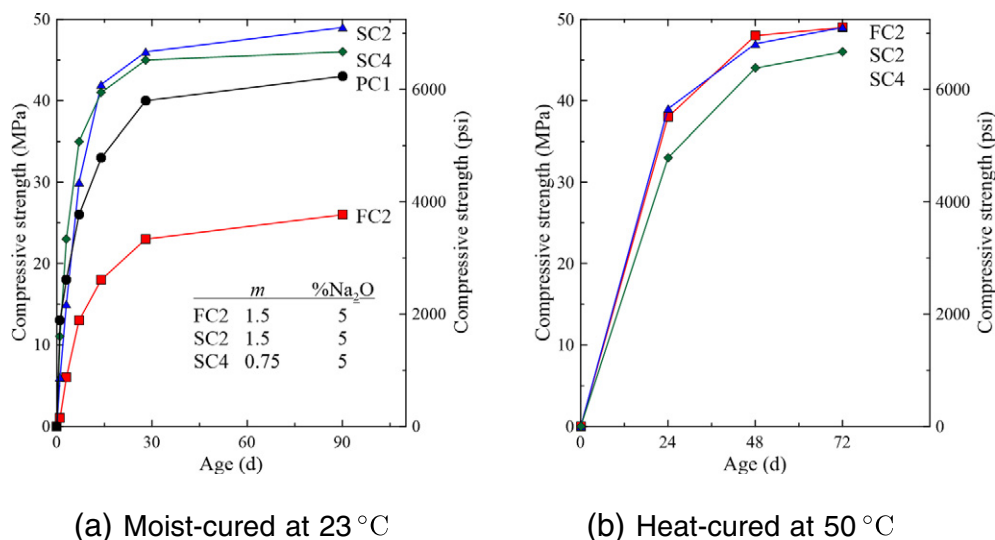 50
40
30
20
10
0
Compressive strength (MPa)
SC2
SC4
PC1
FC2
m %Na2O
FC2 1.5 5
SC2 1.5 5
SC4 0.75 5
0 30 60 90
Age (d)
6000
4000
2000
0
Compressive strength (psi)
(a) Moist-cured at 23 °C
50
40
30
20
10
0
Compressive strength (MPa)
FC2
SC2
SC4
0 24 48 72
Age (d)
6000
4000
2000
0
Compressive strength (psi)
(b) Heat-cured at 50 °C